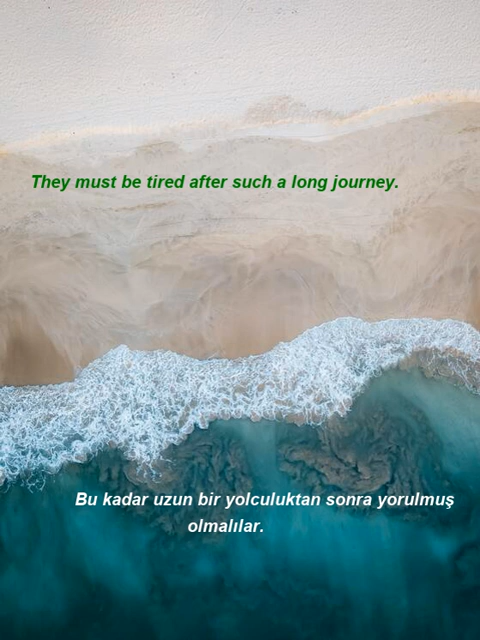 They must be tired after such a long journey.
Bu kadar uzun bir yolculuktan sonra yorulmuş
olmalılar.